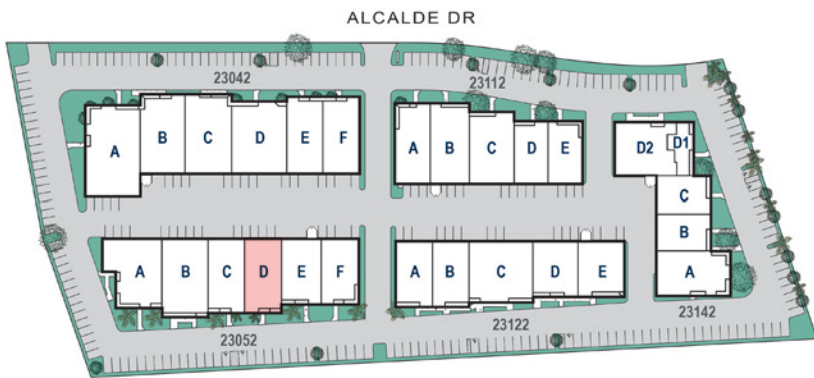 ALCALDE DR
23042
23112
A B C D E F
A B C D E
D2 D1
C
B
A
A B C D E F
A B C D E
23052
23122
23142